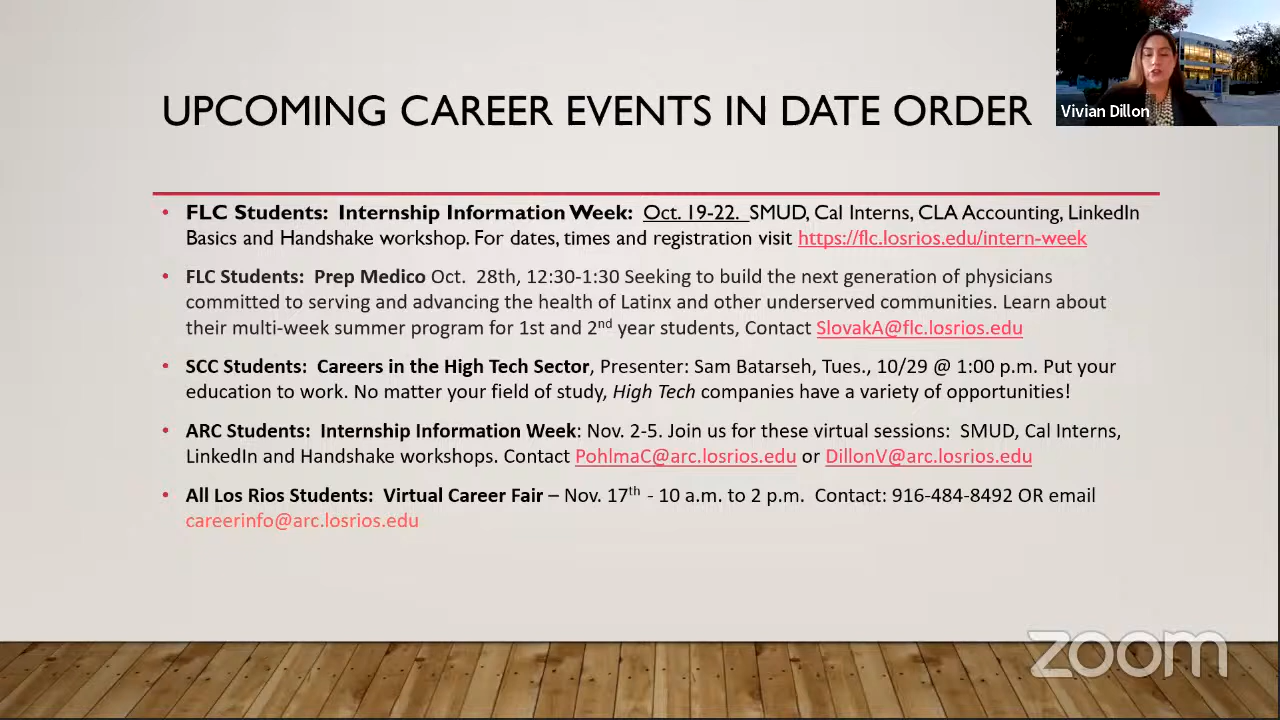 UPCOMING CAREER EVENTS IN DATE ORDER
Vivian Dillon
• FLC Students: Internship Information Week: Oct. 19-22. SMUD, Cal Interns, CLA Accounting, LinkedIn
Basics and Handshake workshop. For dates, times and registration visit https://flc.losrios.edu/intern-week
• FLC Students: Prep Medico Oct. 28th, 12:30-1:30 Seeking to build the next generation of physicians
committed to serving and advancing the health of Latinx and other underserved communities. Learn about
their multi-week summer program for 1st and 2nd year students, Contact SlovakA@flc.losrios.edu
• SCC Students: Careers in the High Tech Sector, Presenter: Sam Batarseh, Tues., 10/29 @ 1:00 p.m. Put your
education to work. No matter your field of study, High Tech companies have a variety of opportunities!
• ARC Students: Internship Information Week: Nov. 2-5. Join us for these virtual sessions: SMUD, Cal Interns,
LinkedIn and Handshake workshops. Contact PohlmaC@arc.losrios.edu or DillonV@arc.losrios.edu
• All Los Rios Students: Virtual Career Fair – Nov. 17th - 10 a.m. to 2 p.m. Contact: 916-484-8492 OR email
careerinfo@arc.losrios.edu
zoom